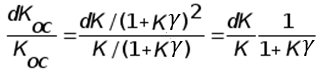 dK_oc/K_oc = (dK/(1+Kγ)^2)/(K/(1+Kγ)) = dK/K 1/(1+Kγ)